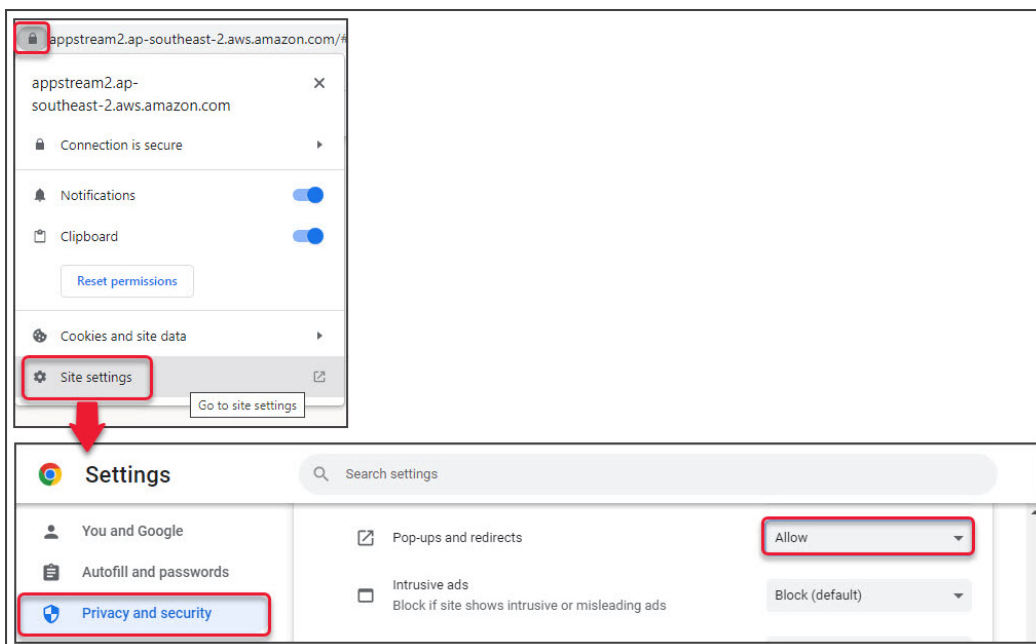 appstream2.ap-southeast-2.aws.amazon.com/#
appstream2.ap-
southeast-2.aws.amazon.com
Connection is secure
Notifications
Clipboard
Reset permissions
Cookies and site data
Site settings
Go to site settings
Settings
Search settings
You and Google
Pop-ups and redirects
Allow
Autofill and passwords
Intrusive ads
Block if site shows intrusive or misleading ads
Block (default)
Privacy and security